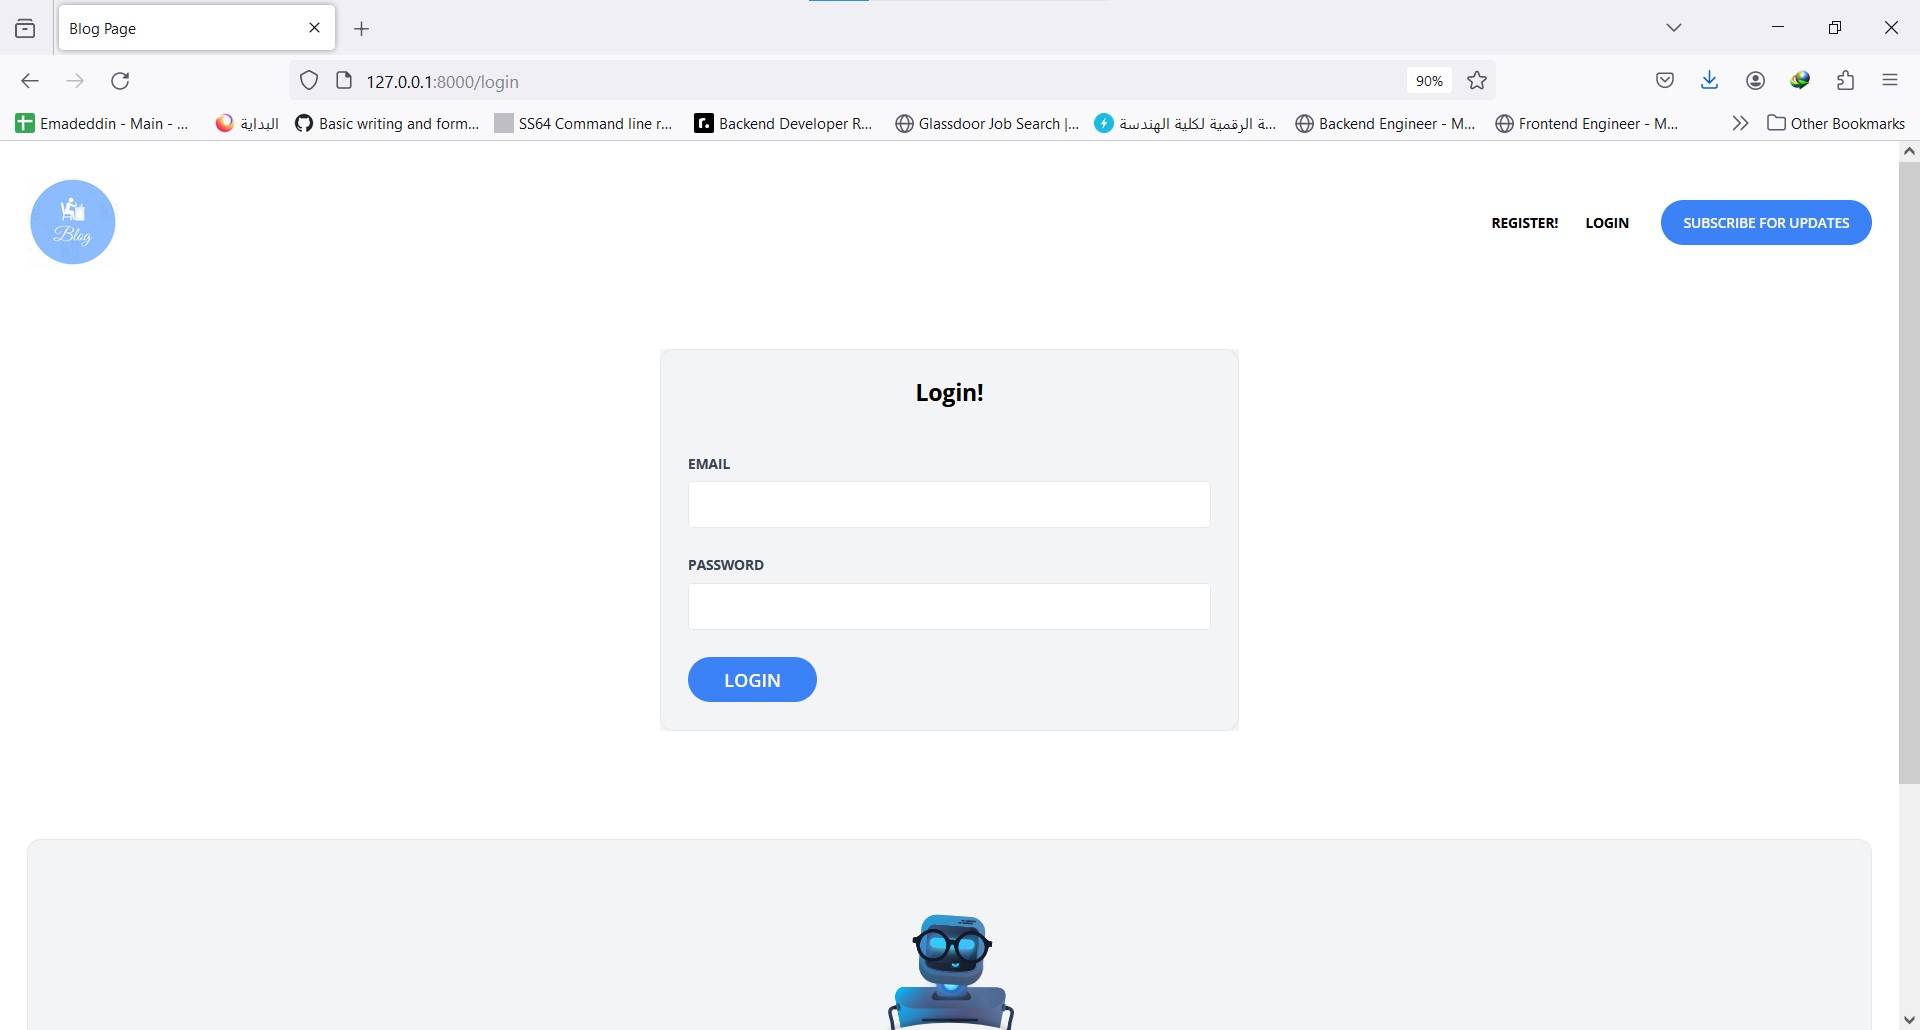 Blog Page
127.0.0.1:8000/login
90%
Emadeddin - Main - ...
البداية
Basic writing and form...
SS64 Command line r...
Backend Developer R...
Glassdoor Job Search |...
ة الرقمية لكلية الهندسة...
Backend Engineer - M...
Frontend Engineer - M...
Other Bookmarks
Blog
REGISTER!
LOGIN
SUBSCRIBE FOR UPDATES
Login!
EMAIL
PASSWORD
LOGIN